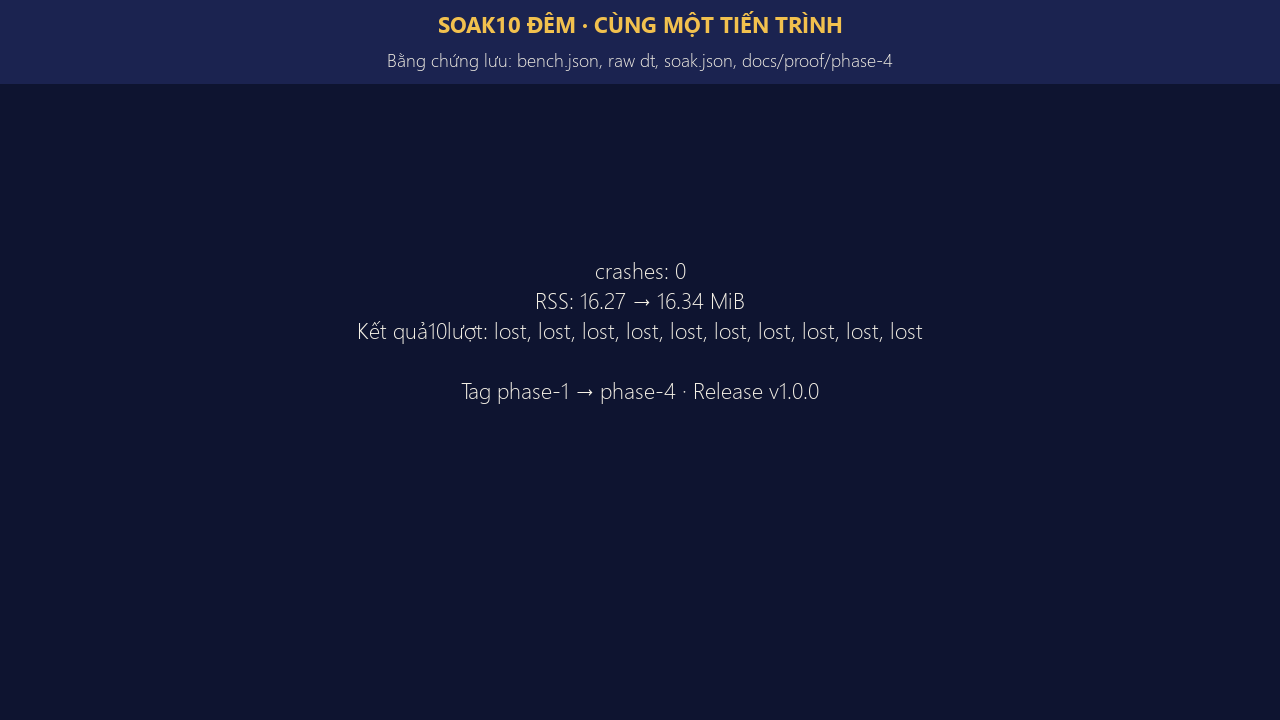 SOAK10 ĐÊM · CÙNG MỘT TIẾN TRÌNH
Bằng chứng lưu: bench.json, raw dt, soak.json, docs/proof/phase-4
crashes: 0
RSS: 16.27 → 16.34 MiB
Kết quả10lượt: lost, lost, lost, lost, lost, lost, lost, lost, lost, lost
Tag phase-1 → phase-4 · Release v1.0.0